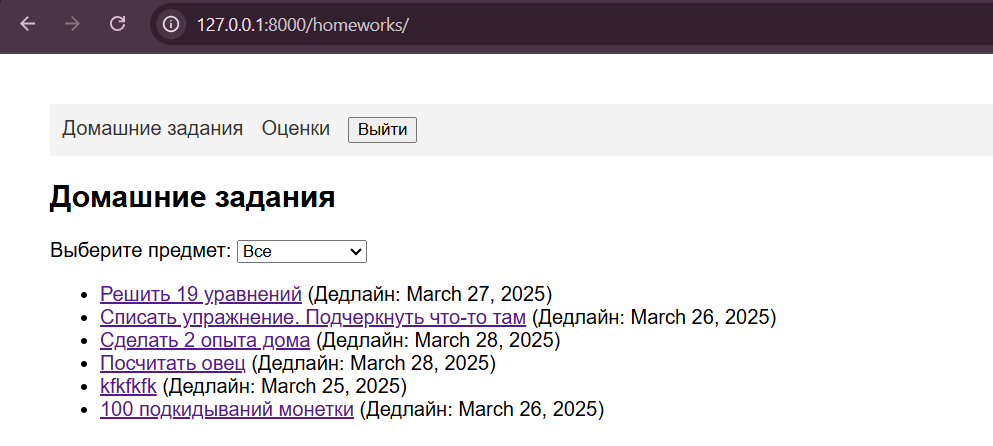 127.0.0.1:8000/homeworks/
Домашние задания Оценки Выйти
Домашние задания
Выберите предмет: Все
• Решить 19 уравнений (Дедлайн: March 27, 2025)
• Списать упражнение. Подчеркнуть что-то там (Дедлайн: March 26, 2025)
• Сделать 2 опыта дома (Дедлайн: March 28, 2025)
• Посчитать овец (Дедлайн: March 28, 2025)
• kfkfkfk (Дедлайн: March 25, 2025)
• 100 подкидываний монетки (Дедлайн: March 26, 2025)